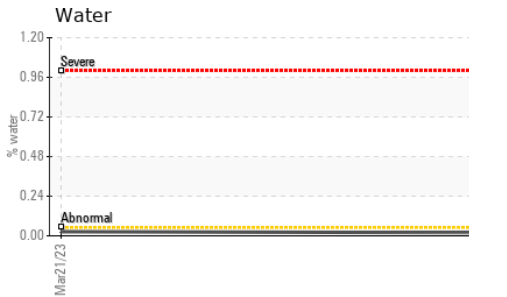 Water
1.20
Severe
0.96
0.72
% water
0.48
0.24
Abnormal
0.00
Mar21/23